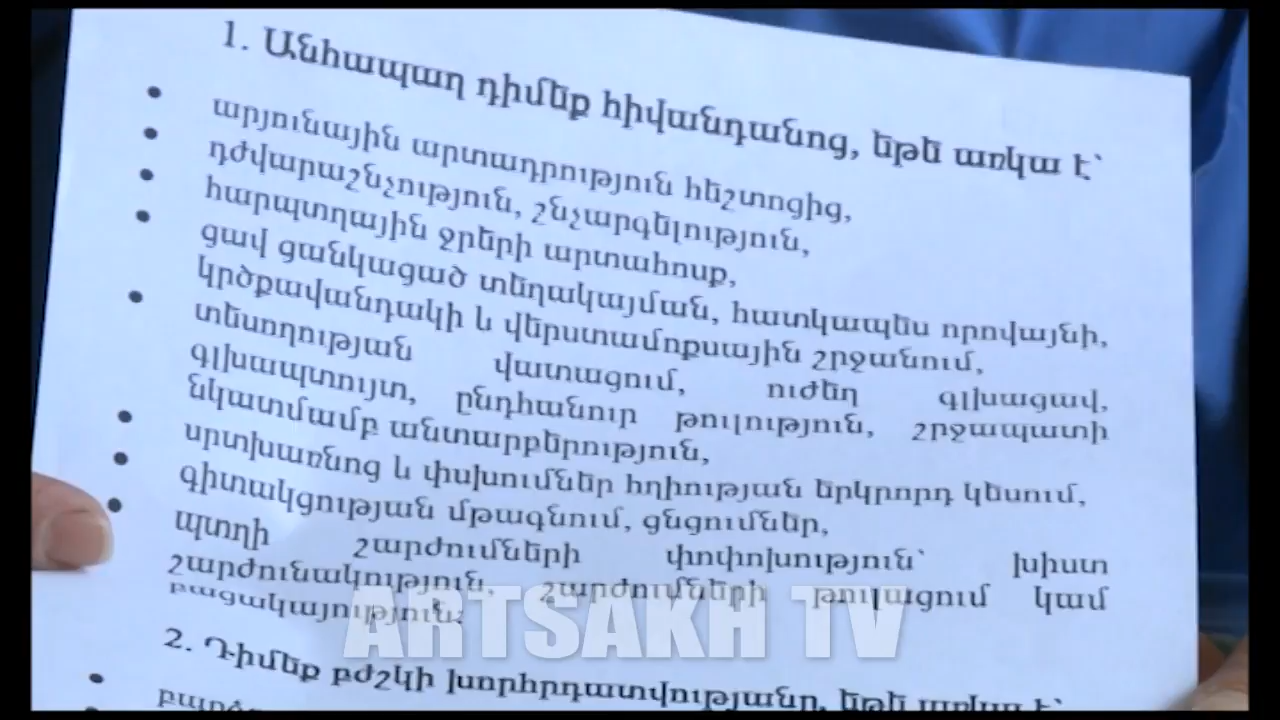 1. Անհապաղ դիմեք հիվանդանոց, եթե առկա է՝
• արյունային արտադրություն հեշտոցից,
• դժվարաշնչություն, շնչարգելություն,
• հարպտղային ջրերի արտահոսք,
• ցավ ցանկացած տեղակայման, հատկապես որովայնի,
կրծքավանդակի և վերստամոքսային շրջանում,
• տեսողության վատացում, ուժեղ գլխացավ,
գլխապտույտ, ընդհանուր թուլություն, շրջապատի
նկատմամբ անտարբերություն,
• սրտխառնոց և փսխումներ հղիության երկրորդ կեսում,
• գիտակցության մթագնում, ցնցումներ,
• պտղի շարժումների փոփոխություն՝ խիստ
շարժունակություն, շարժումների թուլացում կամ
բացակայություն:
ARTSAKH TV
2. Դիմեք բժշկի խորհրդատվությանը, եթե առկա է՝
•